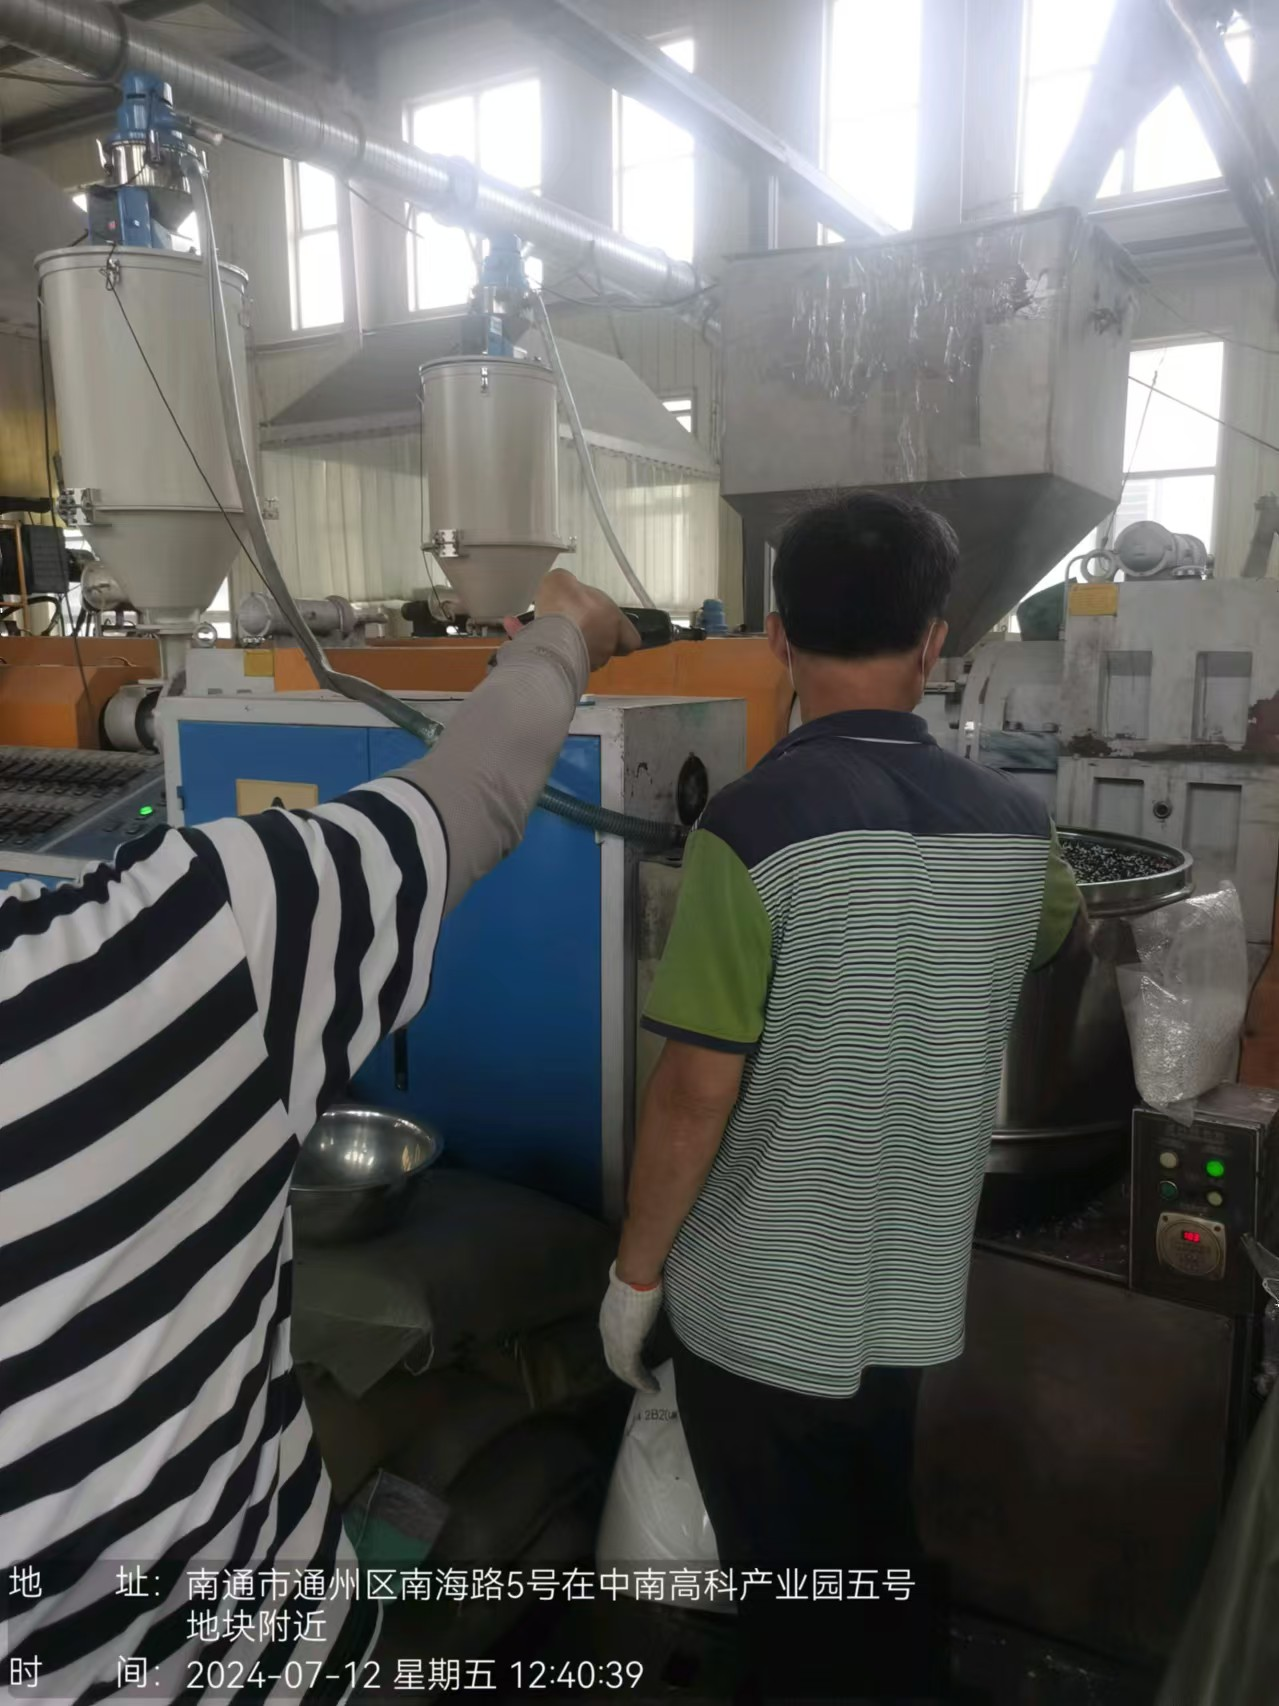 地 址：南通市通州区南海路5号在中南高科产业园五号
地块附近
时 间：2024-07-12 星期五 12:40:39